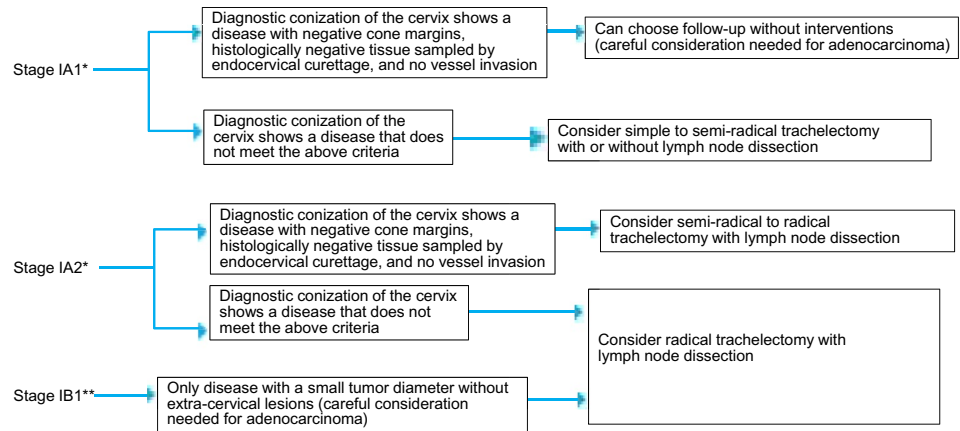 Stage IA1*
Diagnostic conization of the cervix shows a
disease with negative cone margins,
histologically negative tissue sampled by
endocervical curettage, and no vessel invasion
Can choose follow-up without interventions
(careful consideration needed for adenocarcinoma)
Diagnostic conization of the
cervix shows a disease that does
not meet the above criteria
Consider simple to semi-radical trachelectomy
with or without lymph node dissection
Stage IA2*
Diagnostic conization of the cervix shows a
disease with negative cone margins,
histologically negative tissue sampled by
endocervical curettage, and no vessel invasion
Consider semi-radical to radical
trachelectomy with lymph node dissection
Diagnostic conization of the cervix
shows a disease that does not
meet the above criteria
Consider radical trachelectomy with
lymph node dissection
Stage IB1**
Only disease with a small tumor diameter without
extra-cervical lesions (careful consideration
needed for adenocarcinoma)